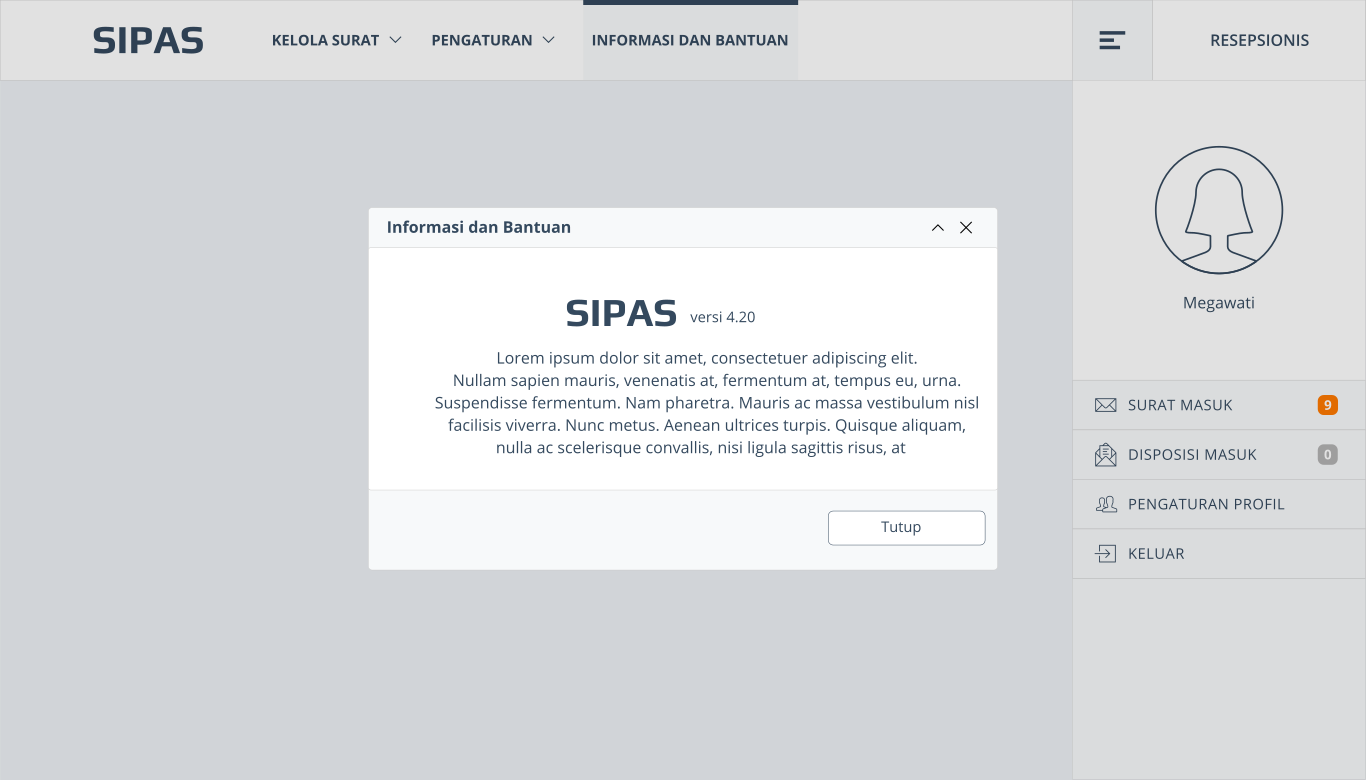 SIPAS
KELOLA SURAT
PENGATURAN
INFORMASI DAN BANTUAN
RESEPSIONIS
Megawati
SURAT MASUK 9
DISPOSISI MASUK 0
PENGATURAN PROFIL
KELUAR
Informasi dan Bantuan
SIPAS versi 4.20
Lorem ipsum dolor sit amet, consectetuer adipiscing elit.
Nullam sapien mauris, venenatis at, fermentum at, tempus eu, urna.
Suspendisse fermentum. Nam pharetra. Mauris ac massa vestibulum nisl
facilisis viverra. Nunc metus. Aenean ultrices turpis. Quisque aliquam,
nulla ac scelerisque convallis, nisi ligula sagittis risus, at
Tutup